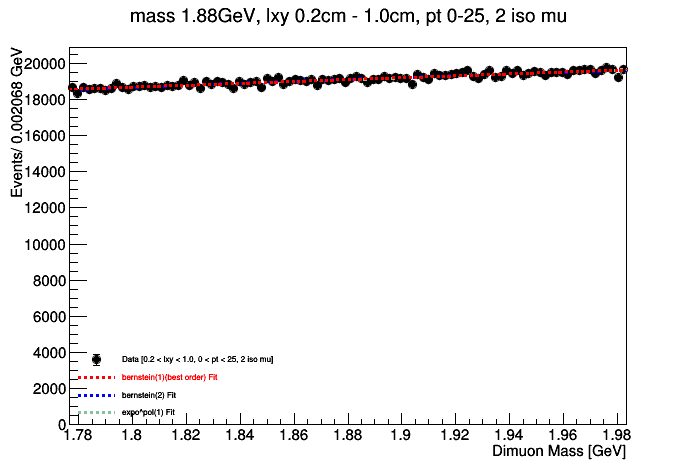 mass 1.88GeV, lxy 0.2cm - 1.0cm, pt 0-25, 2 iso mu
Events/ 0.002068 GeV
20000
18000
16000
14000
12000
10000
8000
6000
4000
2000
0
Data [0.2 < lxy < 1.0, 0 < pt < 25, 2 iso mu]
bernstein(1)(best order) Fit
bernstein(2) Fit
expo*pol(1) Fit
1.78 1.8 1.82 1.84 1.86 1.88 1.9 1.92 1.94 1.96 1.98
Dimuon Mass [GeV]